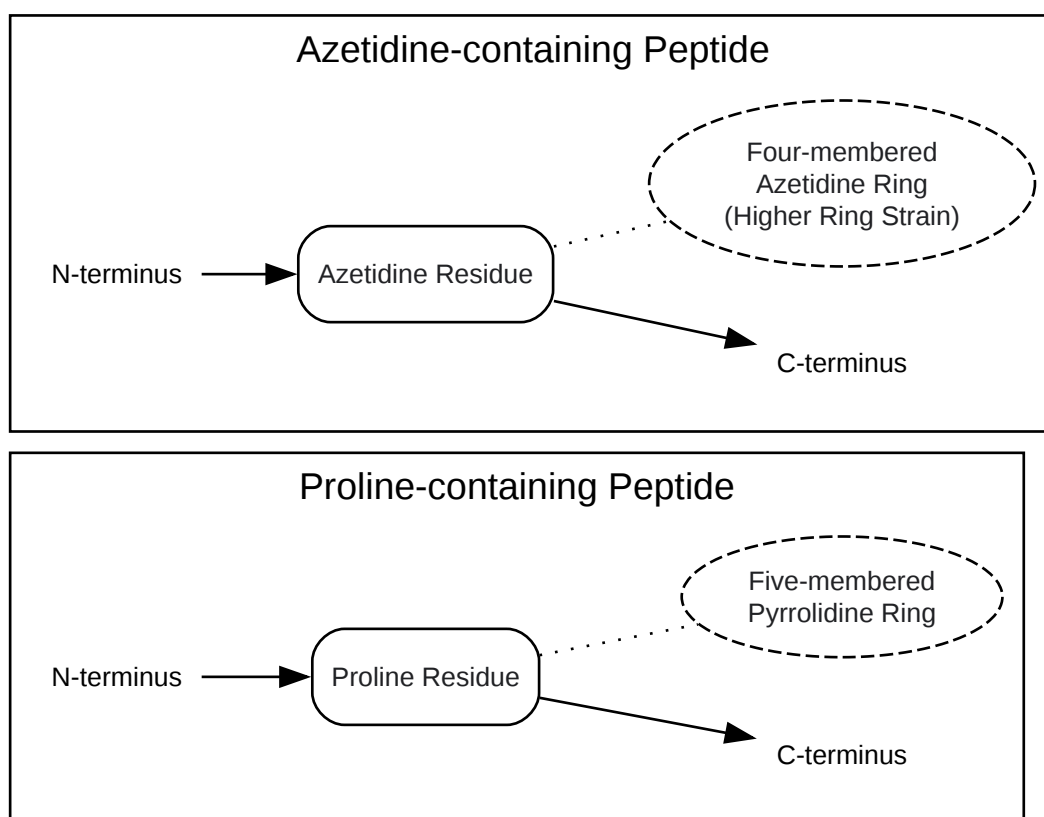 Azetidine-containing Peptide
Four-membered
Azetidine Ring
(Higher Ring Strain)
N-terminus
Azetidine Residue
C-terminus
Proline-containing Peptide
Five-membered
Pyrrolidine Ring
N-terminus
Proline Residue
C-terminus